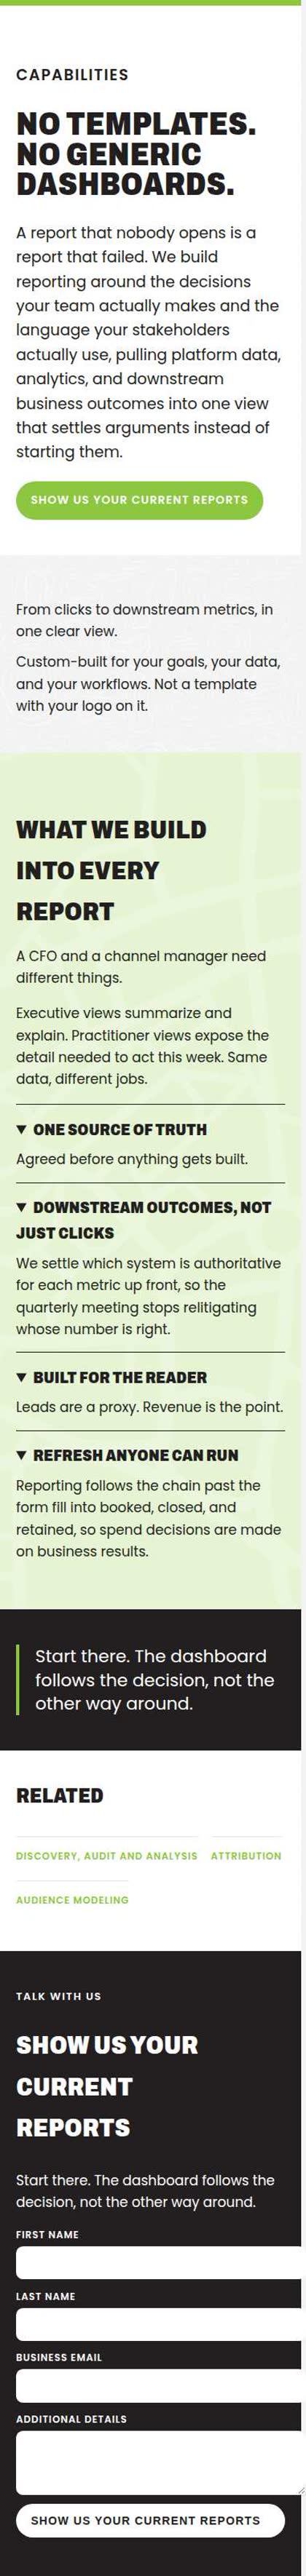 CAPABILITIES
NO TEMPLATES.
NO GENERIC
DASHBOARDS.
A report that nobody opens is a
report that failed. We build
reporting around the decisions
your team actually makes and the
language your stakeholders
actually use, pulling platform data,
analytics, and downstream
business outcomes into one view
that settles arguments instead of
starting them.
SHOW US YOUR CURRENT REPORTS
From clicks to downstream metrics, in
one clear view.
Custom-built for your goals, your data,
and your workflows. Not a template
with your logo on it.
WHAT WE BUILD
INTO EVERY
REPORT
A CFO and a channel manager need
different things.
Executive views summarize and
explain. Practitioner views expose the
detail needed to act this week. Same
data, different jobs.
▼ ONE SOURCE OF TRUTH
Agreed before anything gets built.
▼ DOWNSTREAM OUTCOMES, NOT
JUST CLICKS
We settle which system is authoritative
for each metric up front, so the
quarterly meeting stops relitigating
whose number is right.
▼ BUILT FOR THE READER
Leads are a proxy. Revenue is the point.
▼ REFRESH ANYONE CAN RUN
Reporting follows the chain past the
form fill into booked, closed, and
retained, so spend decisions are made
on business results.
Start there. The dashboard
follows the decision, not the
other way around.
RELATED
DISCOVERY, AUDIT AND ANALYSIS ATTRIBUTION
AUDIENCE MODELING
TALK WITH US
SHOW US YOUR
CURRENT
REPORTS
Start there. The dashboard follows the
decision, not the other way around.
FIRST NAME
LAST NAME
BUSINESS EMAIL
ADDITIONAL DETAILS
SHOW US YOUR CURRENT REPORTS